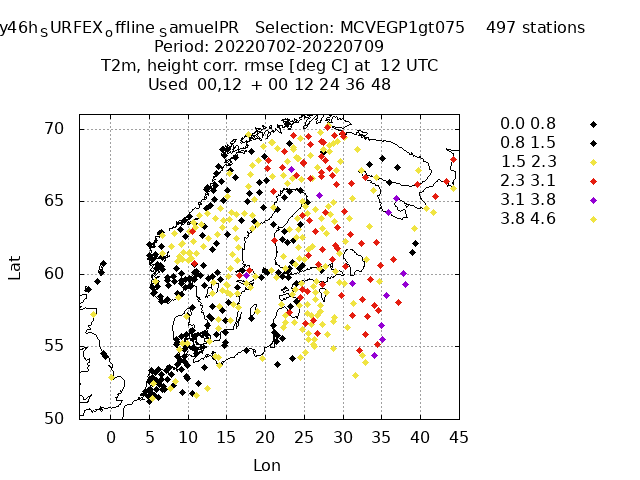 y46hSURFEXoffline SamuelPR Selection: MCVEGP1gt075 497 stations
Period: 20220702-20220709
T2m, height corr. rmse [deg C] at 12 UTC
Used 00,12 + 00 12 24 36 48
70
65
60
55
50
Lat
0 5 10 15 20 25 30 35 40 45
Lon
0.0 0.8
0.8 1.5
1.5 2.3
2.3 3.1
3.1 3.8
3.8 4.6